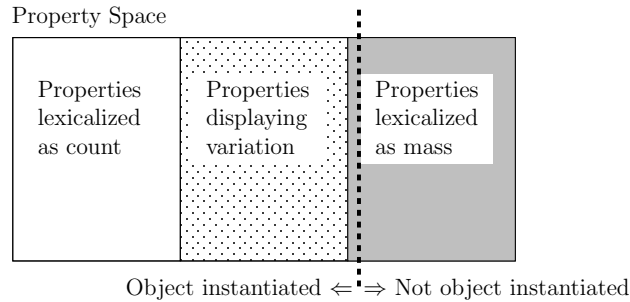 Property Space
Properties
lexicalized
as count
Properties
displaying
variation
Properties
lexicalized
as mass
Object instantiated ⇐ ⇒ Not object instantiated